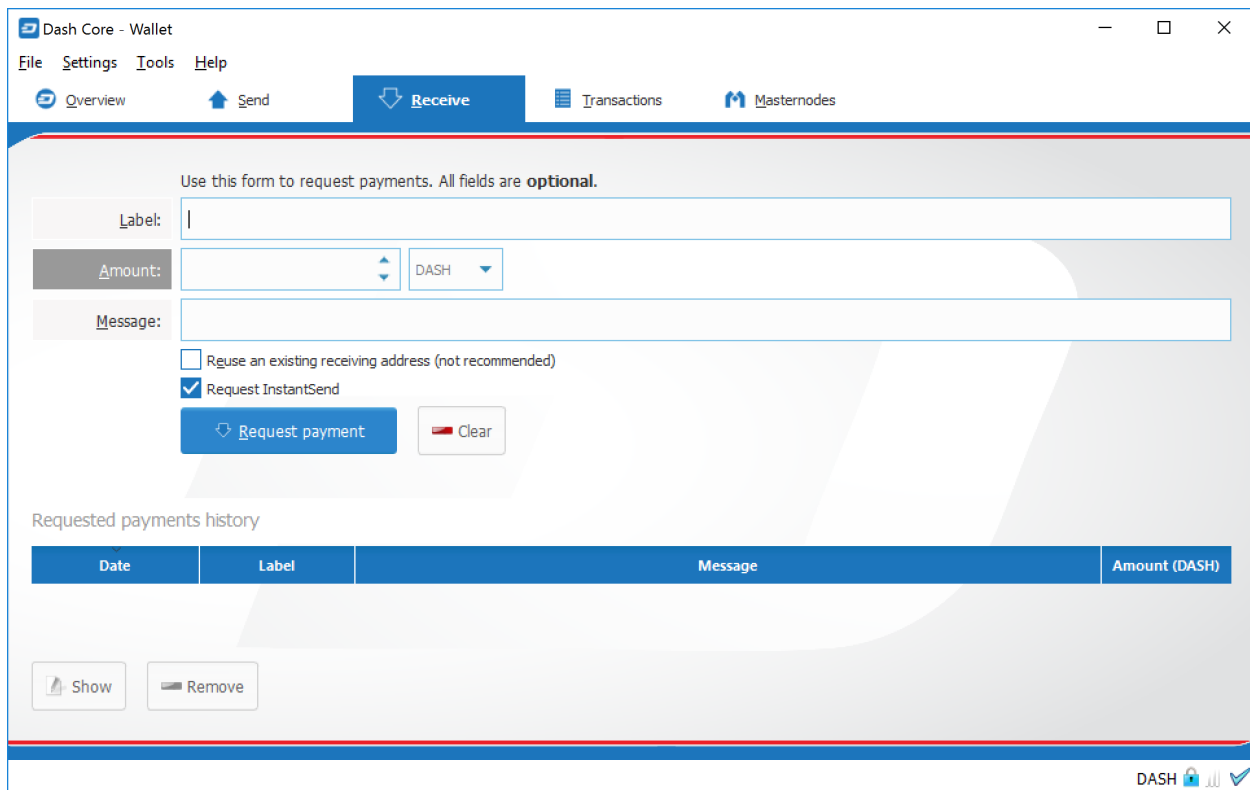 Dash Core - Wallet
File Settings Tools Help
Overview Send Receive Transactions Masternodes
Use this form to request payments. All fields are optional.
Label:
Amount: DASH
Message:
Reuse an existing receiving address (not recommended)
Request InstantSend
Request payment Clear
Requested payments history
Date Label Message Amount (DASH)
Show Remove
DASH